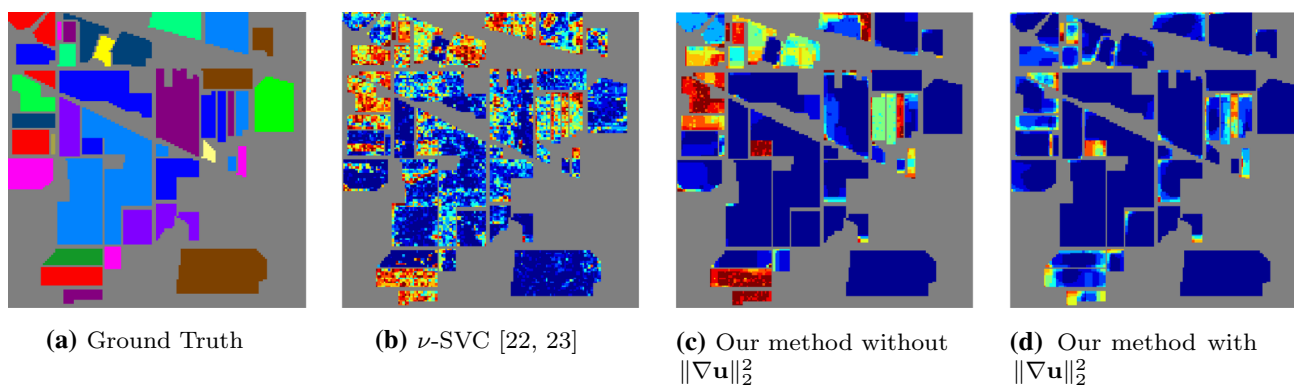 (a) Ground Truth
(b) ν-SVC [22, 23]
(c) Our method without
‖∇u‖₂²
(d) Our method with
‖∇u‖₂²